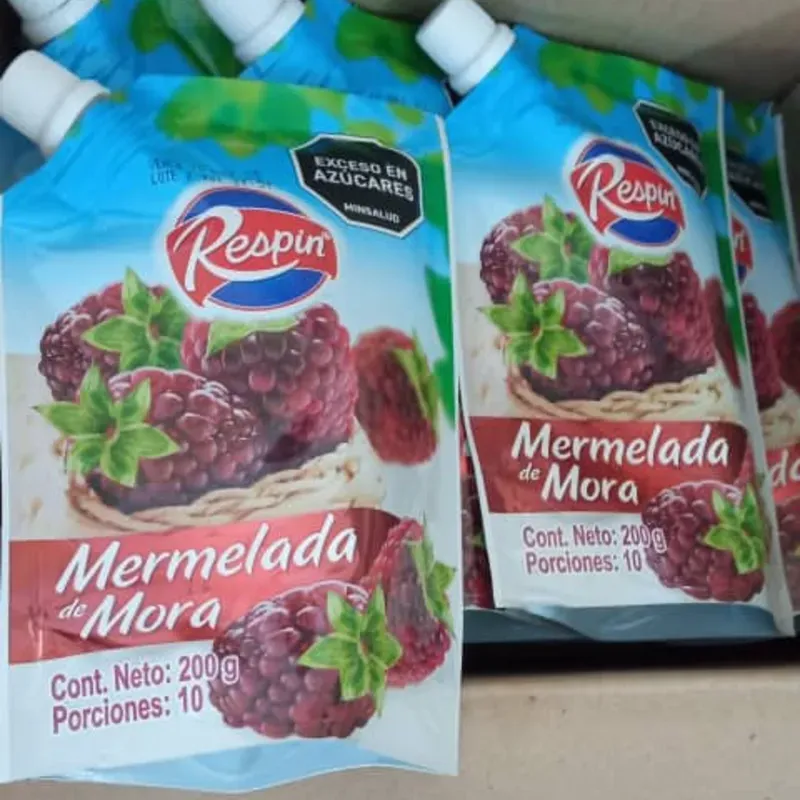 LOTE
EXCESO EN
AZÚCARES
MINSALUD
Respin
Mermelada
de Mora
Cont. Neto: 200 g
Porciones: 10
EXCESO EN
Respin
Mermelada
de Mora
Cont. Neto: 200 g
Porciones: 10